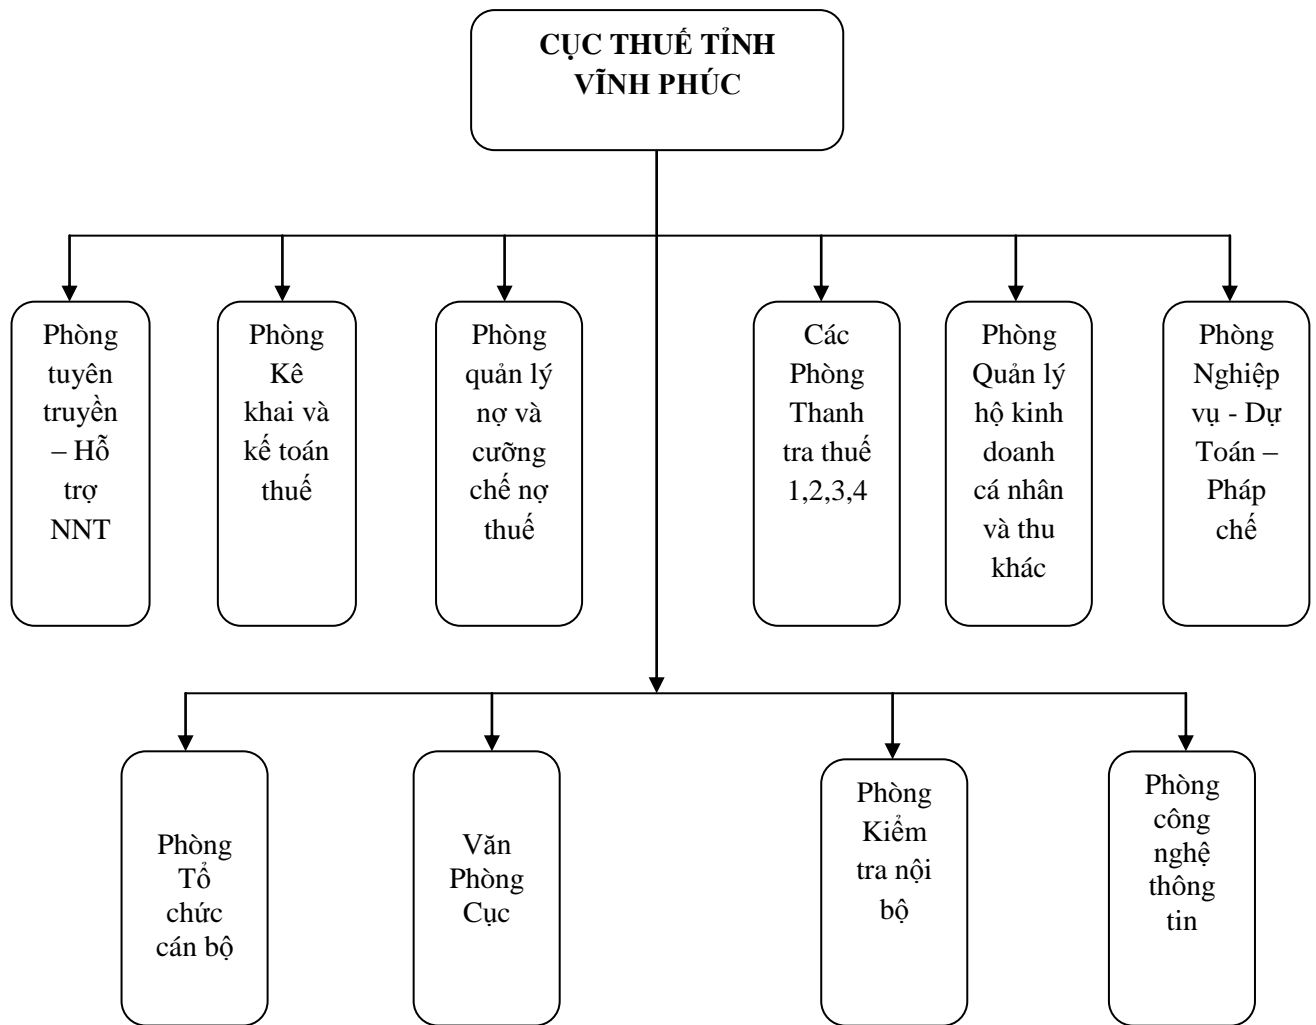 CỤC THUẾ TỈNH
VĨNH PHÚC
Phòng
tuyên
truyền
– Hỗ
trợ
NNT
Phòng
Kê
khai và
kế toán
thuế
Phòng
quản lý
nợ và
cưỡng
chế nợ
thuế
Các
Phòng
Thanh
tra thuế
1,2,3,4
Phòng
Quản lý
hộ kinh
doanh
cá nhân
và thu
khác
Phòng
Nghiệp
vụ - Dự
Toán –
Pháp
chế
Phòng
Tổ
chức
cán bộ
Văn
Phòng
Cục
Phòng
Kiểm
tra nội
bộ
Phòng
công
nghệ
thông
tin